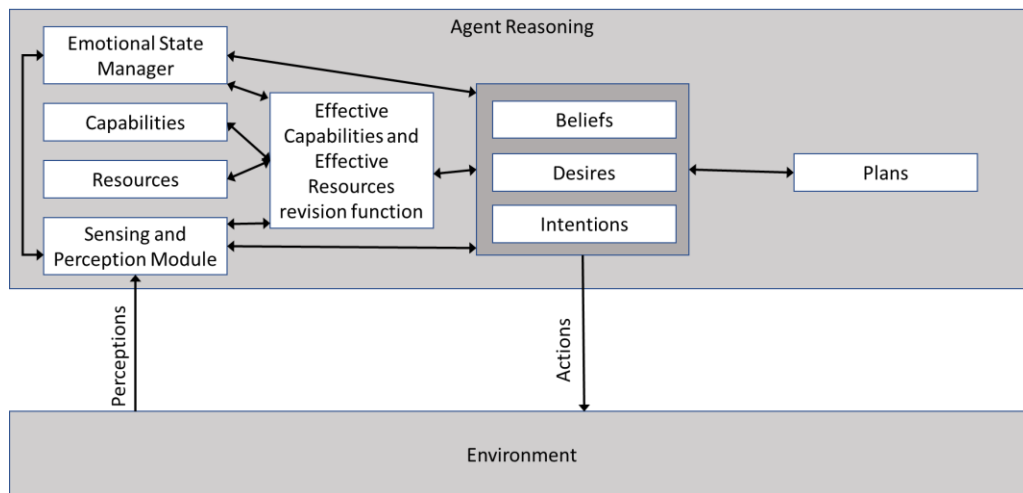 Agent Reasoning
Emotional State
Manager
Capabilities
Resources
Sensing and
Perception Module
Effective
Capabilities and
Effective
Resources
revision function
Beliefs
Desires
Intentions
Plans
Perceptions
Actions
Environment